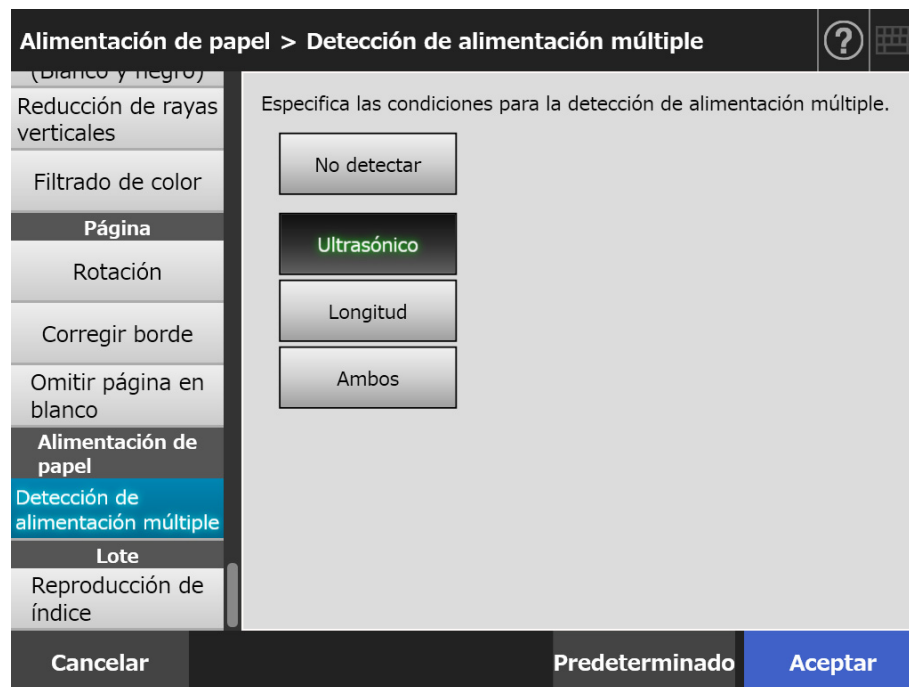 Alimentación de papel > Detección de alimentación múltiple
?
(Blanco y negro)
Reducción de rayas
verticales
Filtrado de color
Página
Rotación
Corregir borde
Omitir página en
blanco
Alimentación de
papel
Detección de
alimentación múltiple
Lote
Reproducción de
índice
Especifica las condiciones para la detección de alimentación múltiple.
No detectar
Ultrasónico
Longitud
Ambos
Cancelar
Predeterminado
Aceptar